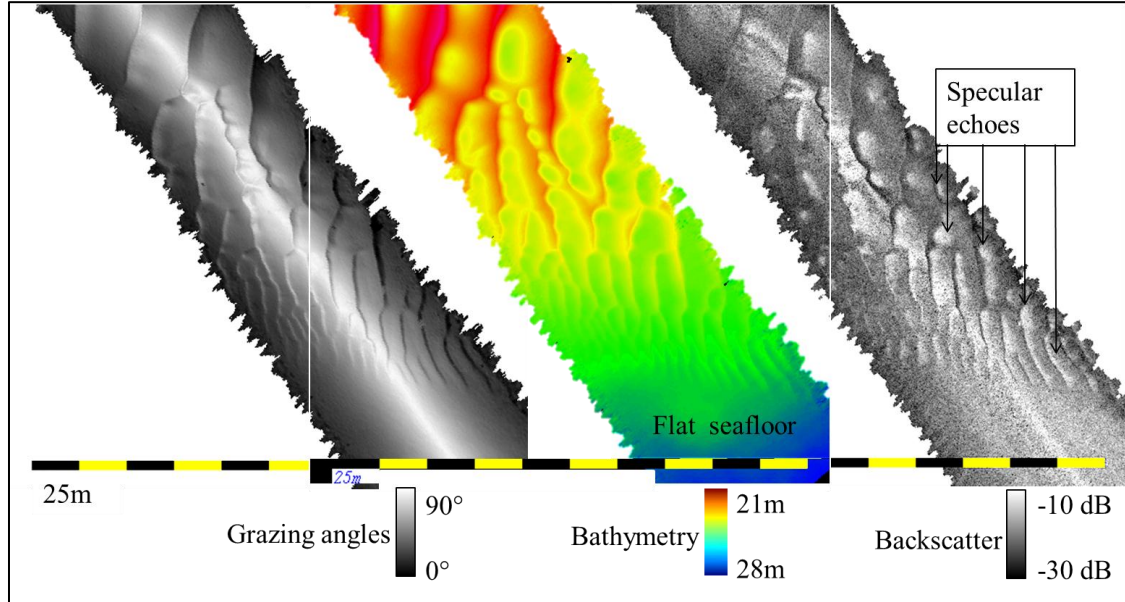 Specular
echoes
Flat seafloor
25m
25m
Grazing angles
90°
0°
Bathymetry
21m
28m
Backscatter
-10 dB
-30 dB